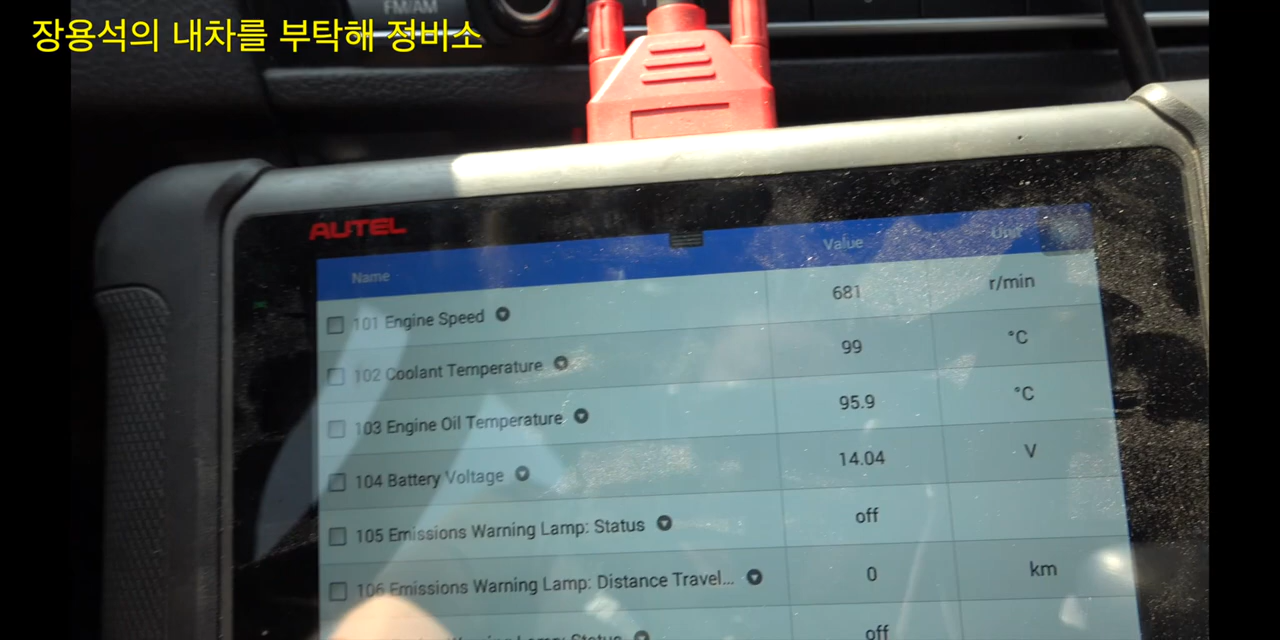 장용석의 내차를 부탁해 정비소
FM/AM
AUTEL
Name Value Unit
101 Engine Speed 681 r/min
102 Coolant Temperature 99 °C
103 Engine Oil Temperature 95.9 °C
104 Battery Voltage 14.04 V
105 Emissions Warning Lamp: Status off
106 Emissions Warning Lamp: Distance Travel... 0 km
Lamp: Status off